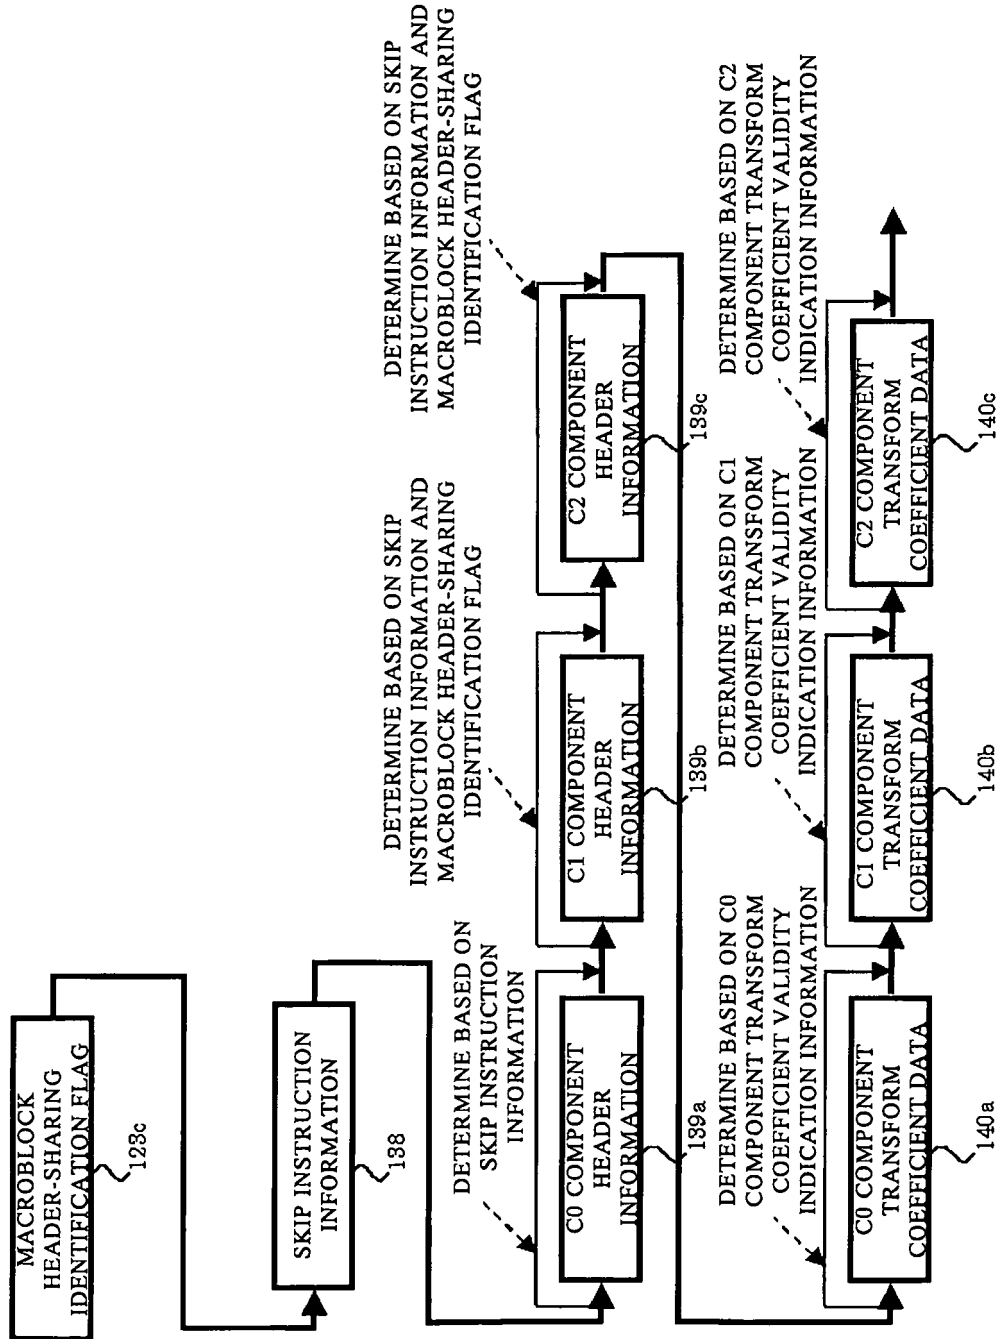 MACROBLOCK
HEADER-SHARING
IDENTIFICATION FLAG
123c
SKIP INSTRUCTION
INFORMATION
138
DETERMINE BASED ON
SKIP INSTRUCTION
INFORMATION
C0 COMPONENT
HEADER
INFORMATION
139a
DETERMINE BASED ON SKIP
INSTRUCTION INFORMATION AND
MACROBLOCK HEADER-SHARING
IDENTIFICATION FLAG
C1 COMPONENT
HEADER
INFORMATION
139b
DETERMINE BASED ON SKIP
INSTRUCTION INFORMATION AND
MACROBLOCK HEADER-SHARING
IDENTIFICATION FLAG
C2 COMPONENT
HEADER
INFORMATION
139c
DETERMINE BASED ON C0
COMPONENT TRANSFORM
COEFFICIENT VALIDITY
INDICATION INFORMATION
C0 COMPONENT
TRANSFORM
COEFFICIENT DATA
140a
DETERMINE BASED ON C1
COMPONENT TRANSFORM
COEFFICIENT VALIDITY
INDICATION INFORMATION
C1 COMPONENT
TRANSFORM
COEFFICIENT DATA
140b
DETERMINE BASED ON C2
COMPONENT TRANSFORM
COEFFICIENT VALIDITY
INDICATION INFORMATION
C2 COMPONENT
TRANSFORM
COEFFICIENT DATA
140c